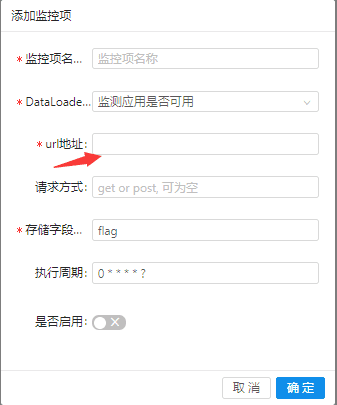 添加监控项
* 监控项名... 监控项名称
* DataLoade... 监测应用是否可用
* url地址:
请求方式: get or post, 可为空
* 存储字段... flag
执行周期: 0 * * * * ?
是否启用:
取 消 确 定